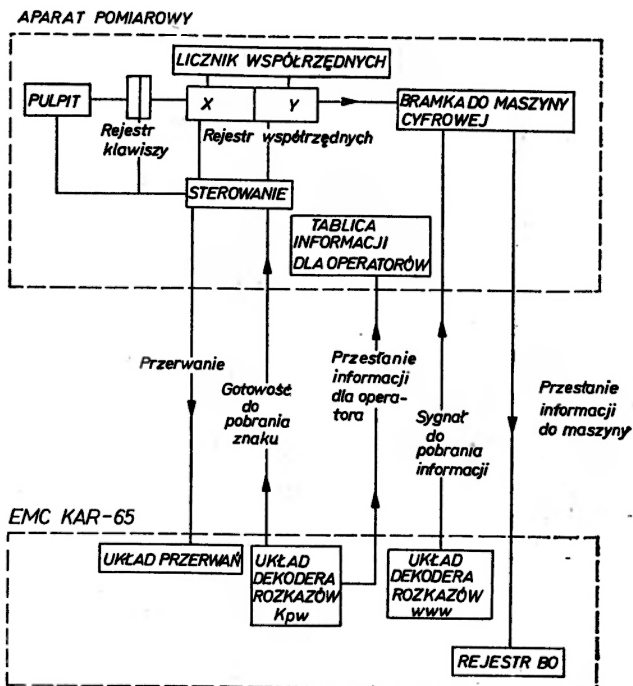 APARAT POMIAROWY
LICZNIK WSPÓŁRZĘDNYCH
PULPIT
X
Y
BRAMKA DO MASZYNY
CYFROWEJ
Rejestr
klawiszy
Rejestr współrzędnych
STEROWANIE
TABLICA
INFORMACJI
DLA OPERATORÓW
Przerwanie
Gotowość
do
pobrania
znaku
Przesłanie
informacji
dla opera-
tora
Sygnał
do
pobrania
informacji
Przesłanie
informacji
do maszyny
EMC KAR-65
UKŁAD PRZERWAŃ
UKŁAD
DEKODERA
ROZKAZÓW
Kpw
UKŁAD
DEKODERA
ROZKAZÓW
www
REJESTR BO